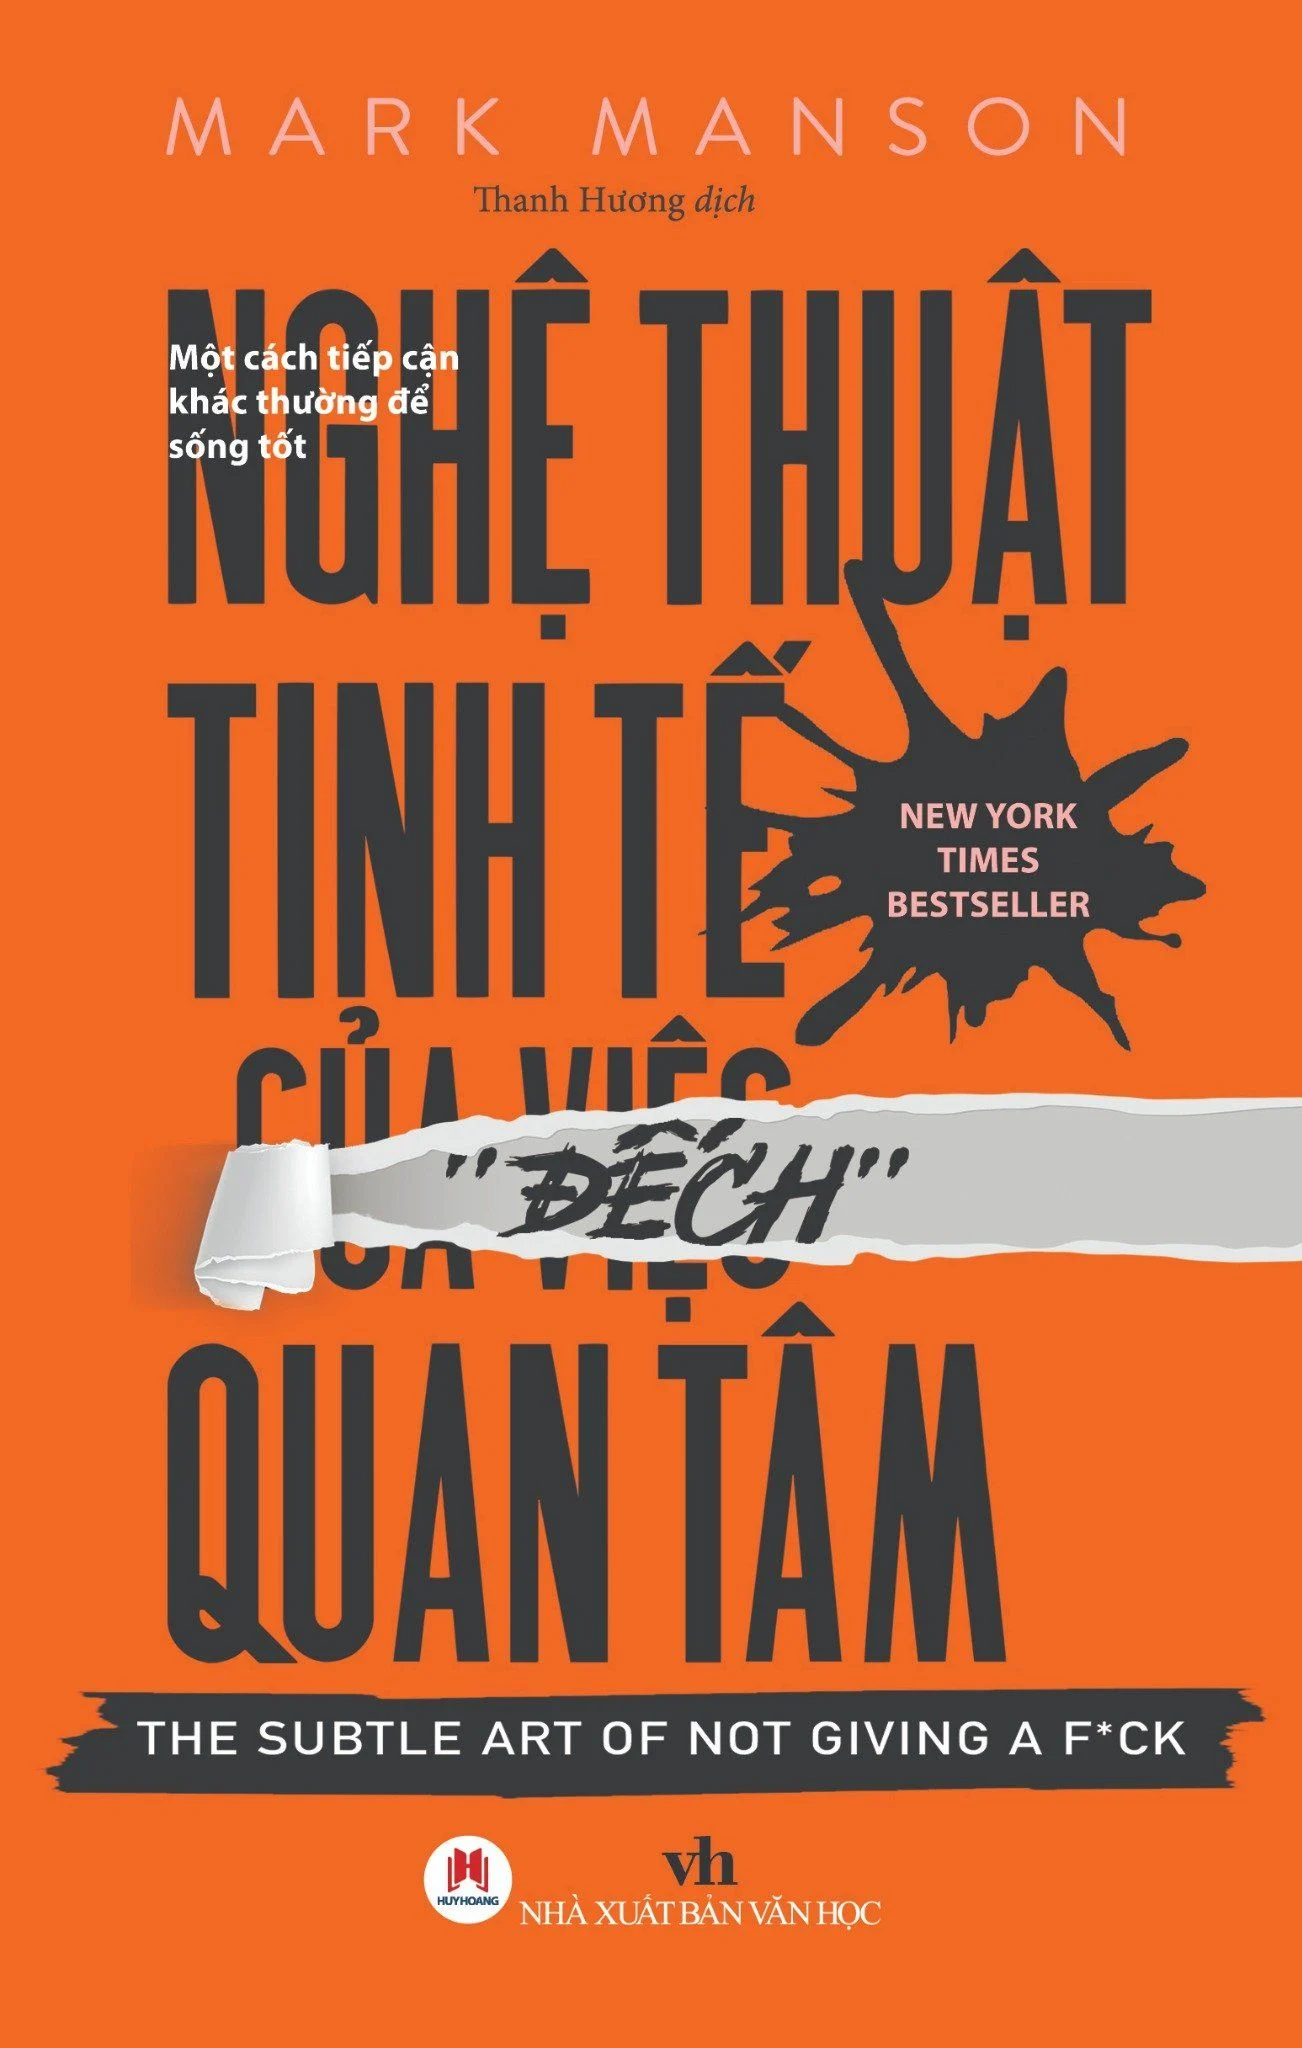 MARK MANSON
Thanh Hương dịch
NGHỆ THUẬT
Một cách tiếp cận
khác thường để
sống tốt
TINH TẾ
NEW YORK
TIMES
BESTSELLER
CỦA VIỆC
"ĐẾCH"
QUAN TÂM
THE SUBTLE ART OF NOT GIVING A F*CK
HUYHOANG
vh
NHÀ XUẤT BẢN VĂN HỌC